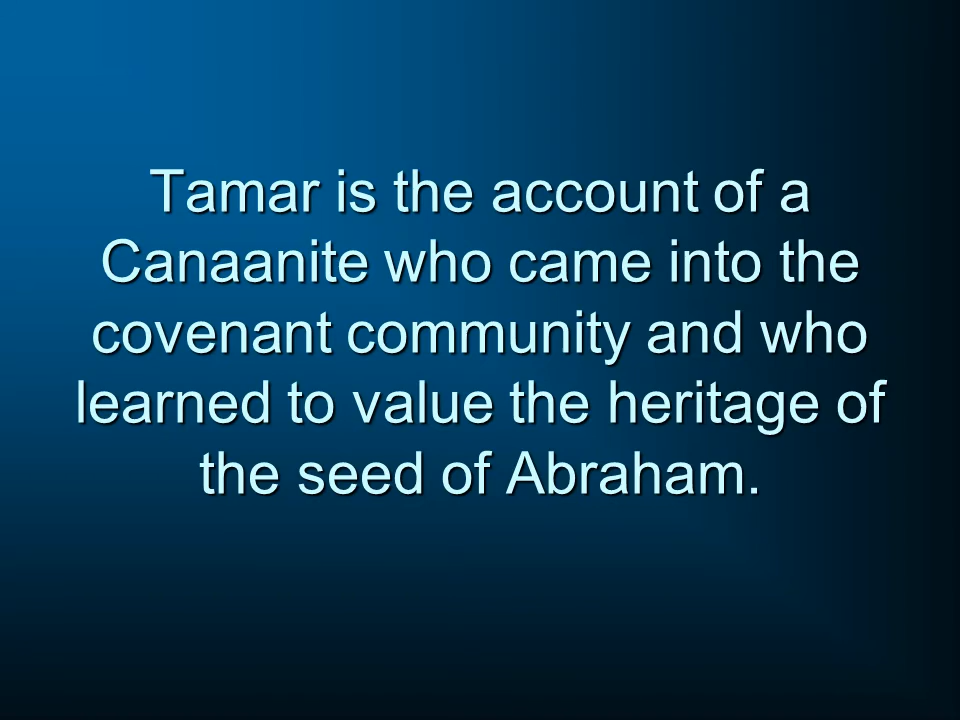 Tamar is the account of a
Canaanite who came into the
covenant community and who
learned to value the heritage of
the seed of Abraham.